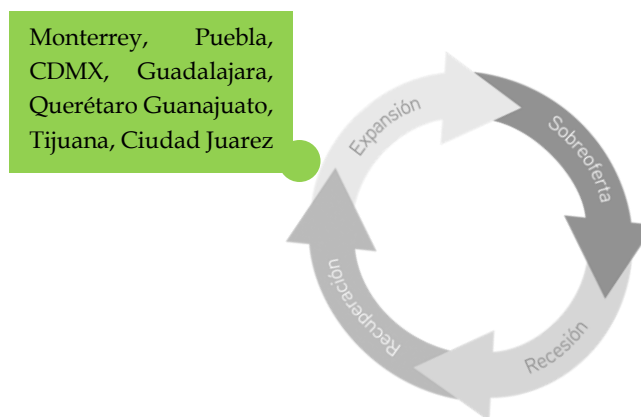 Monterrey, Puebla,
CDMX, Guadalajara,
Querétaro Guanajuato,
Tijuana, Ciudad Juarez
Expansión
Sobreoferta
Recuperación
Recesión